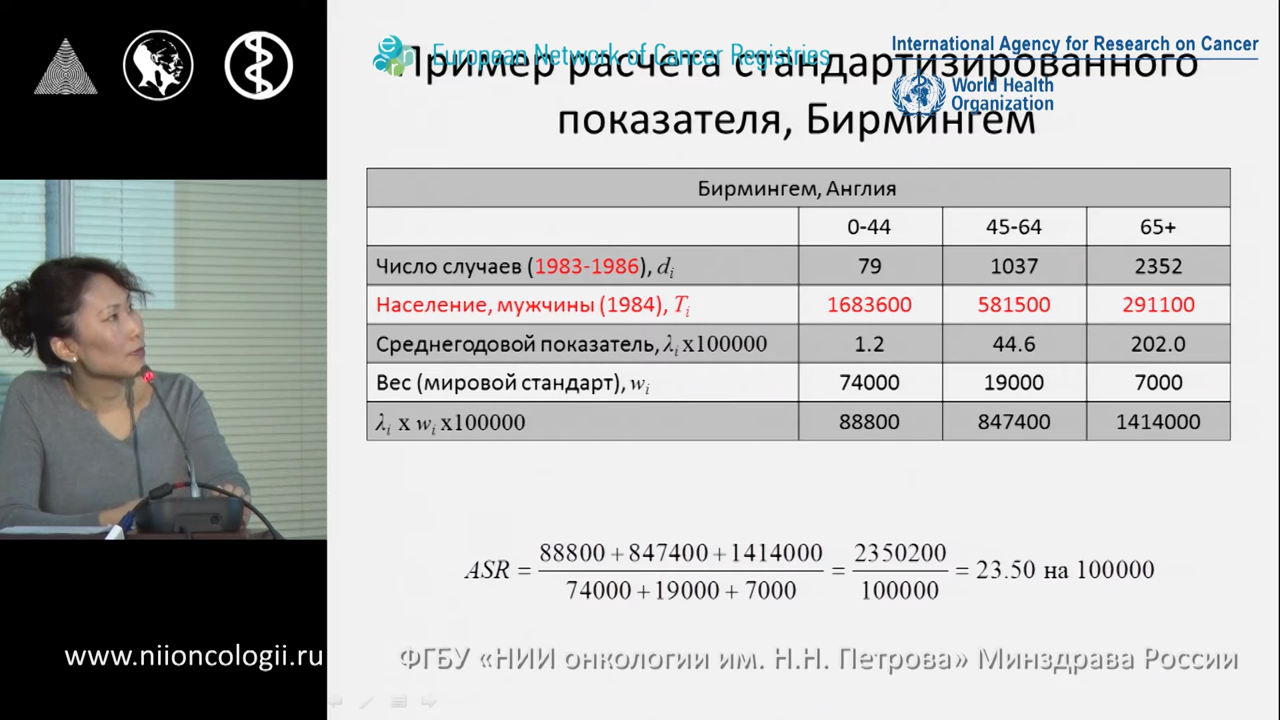 European Network of Cancer Registries
International Agency for Research on Cancer
World Health
Organization
Пример расчета стандартизированного
показателя, Бирмингем
Бирмингем, Англия
0-44 45-64 65+
Число случаев (1983-1986), dᵢ 79 1037 2352
Население, мужчины (1984), Tᵢ 1683600 581500 291100
Среднегодовой показатель, λᵢ x100000 1.2 44.6 202.0
Вес (мировой стандарт), wᵢ 74000 19000 7000
λᵢ x wᵢ x100000 88800 847400 1414000
ASR = (88800 + 847400 + 1414000) / (74000 + 19000 + 7000) = 2350200 / 100000 = 23.50 на 100000
www.niioncologii.ru
ФГБУ «НИИ онкологии им. Н.Н. Петрова» Минздрава России